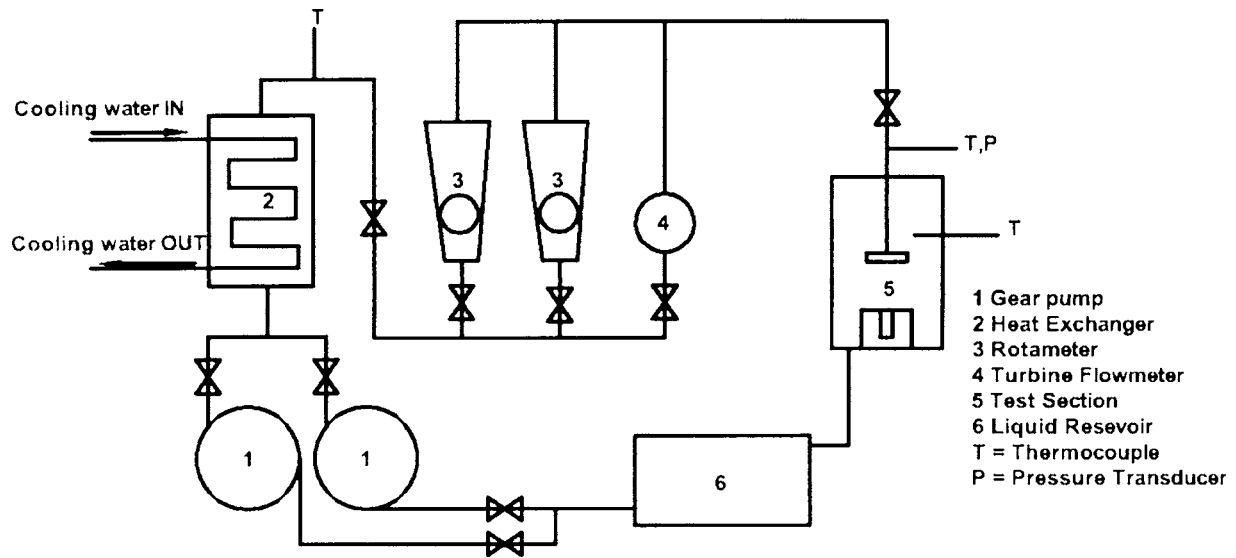 T
Cooling water IN
2
Cooling water OUT
3
3
4
T,P
T
5
1
1
6
1 Gear pump
2 Heat Exchanger
3 Rotameter
4 Turbine Flowmeter
5 Test Section
6 Liquid Resevoir
T = Thermocouple
P = Pressure Transducer